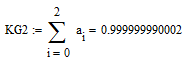 KG2 := ∑_{i = 0}^{2} a_i = 0.999999990002